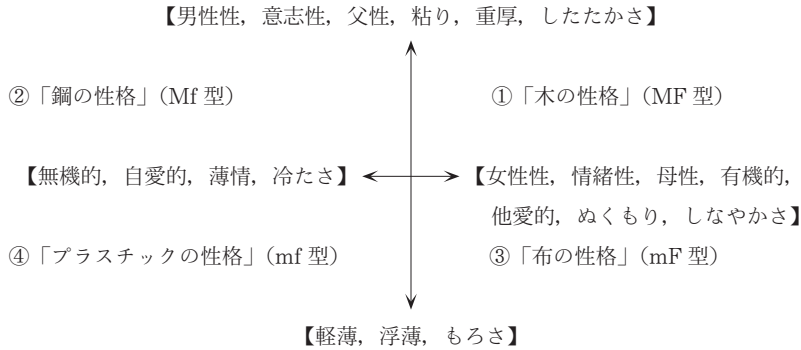 【男性性，意志性，父性，粘り，重厚，したたかさ】
②「鋼の性格」（Mf 型）
①「木の性格」（MF 型）
【無機的，自愛的，薄情，冷たさ】
【女性性，情緒性，母性，有機的，
他愛的，ぬくもり，しなやかさ】
④「プラスチックの性格」（mf 型）
③「布の性格」（mF 型）
【軽薄，浮薄，もろさ】